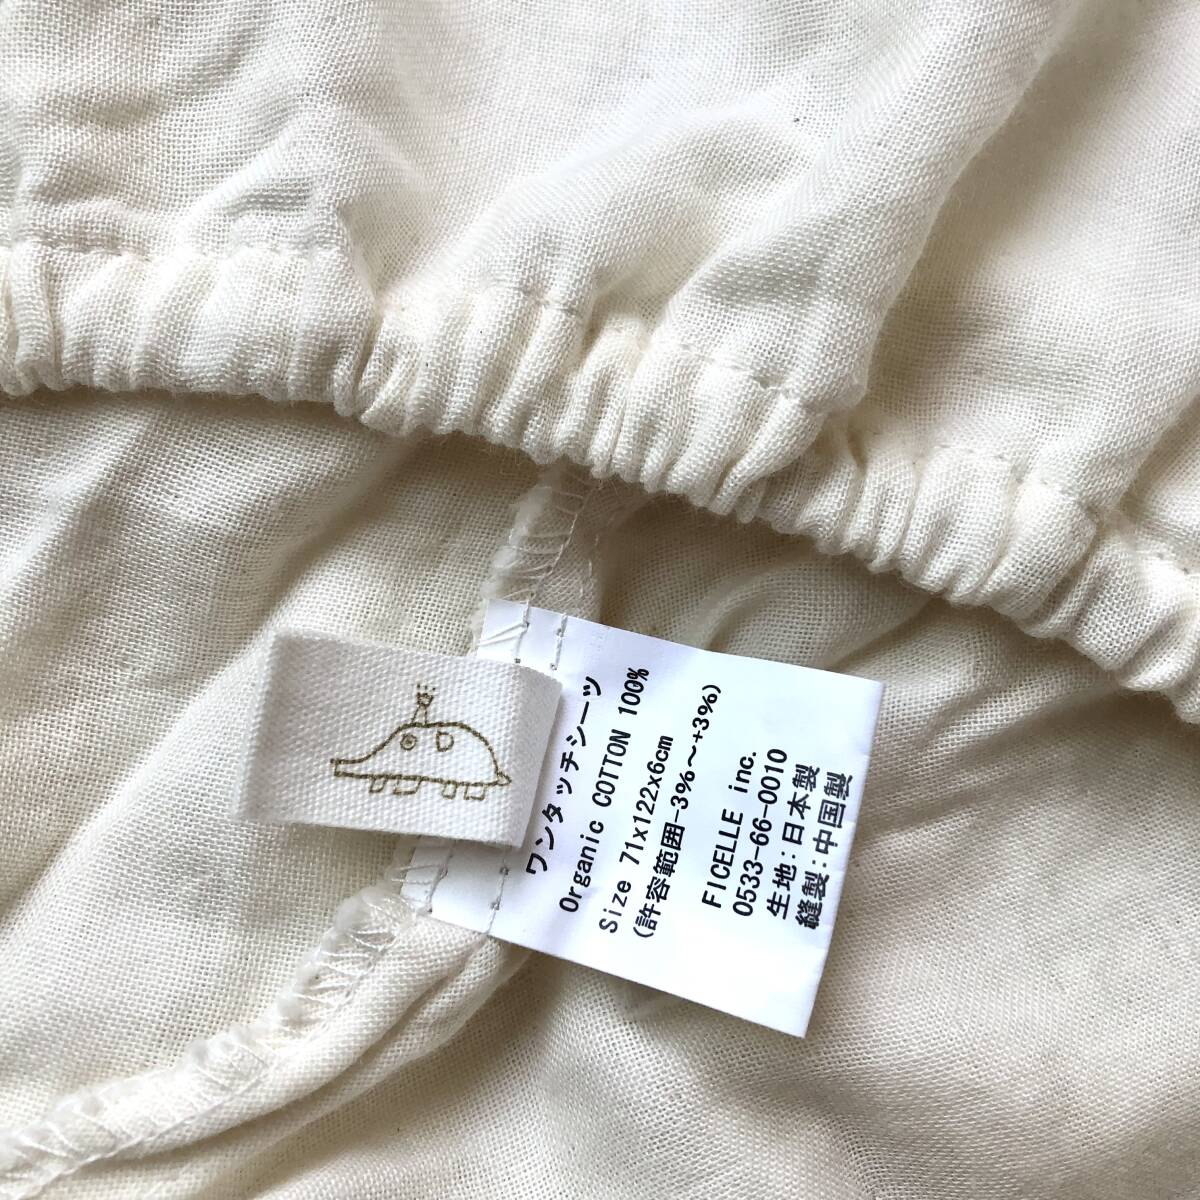 ワンタッチシーツ
Organic COTTON 100%
Size 71x122x6cm
(許容範囲-3%～+3%)
FICELLE inc.
0533-66-0010
生地:日本製
縫製:中国製